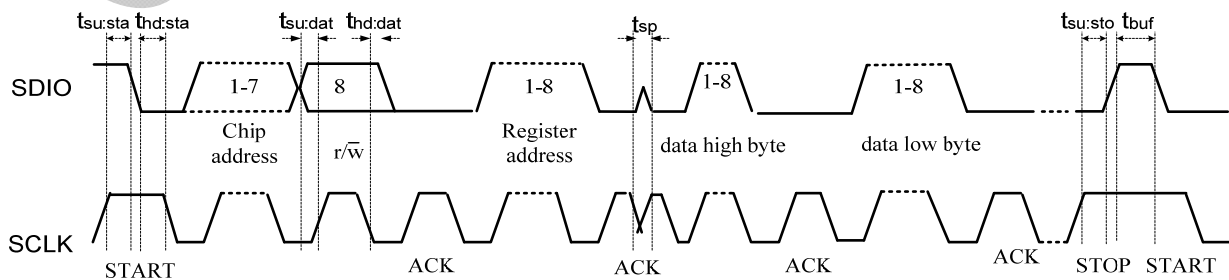 tsu:sta thd:sta tsu:dat thd:dat tsp tsu:sto tbuf
SDIO 1-7 8 1-8 1-8 1-8
Chip address r/w̅ Register address data high byte data low byte
SCLK
START ACK ACK ACK ACK STOP START